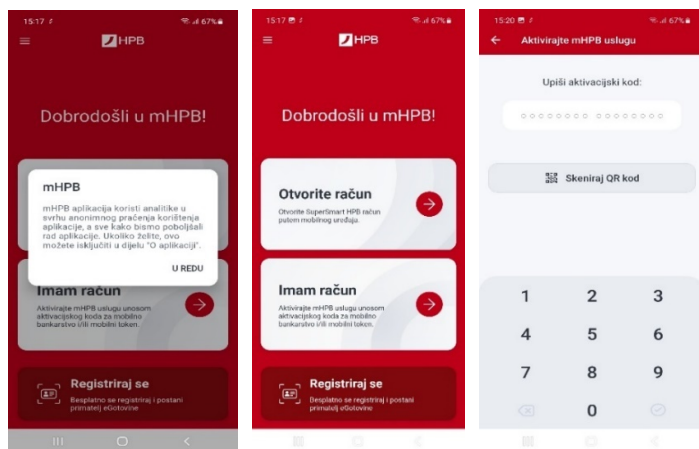 15:17
67%
HPB
Dobrodošli u mHPB!
mHPB
mHPB aplikacija koristi analitike u
svrhu anonimnog praćenja korištenja
aplikacije, a sve kako bismo poboljšali
rad aplikacije. Ukoliko želite, ovo
možete isključiti u dijelu "O aplikaciji".
U REDU
Imam račun
Aktivirajte mHPB uslugu unosom
aktivacijskog koda za mobilno
bankarstvo i/ili mobilni token.
Registriraj se
Besplatno se registriraj i postani
primatelj eGotovine
15:17
67%
HPB
Dobrodošli u mHPB!
Otvorite račun
Otvorite SuperSmart HPB račun
putem mobilnog uređaja.
Imam račun
Aktivirajte mHPB uslugu unosom
aktivacijskog koda za mobilno
bankarstvo i/ili mobilni token.
Registriraj se
Besplatno se registriraj i postani
primatelj eGotovine
15:20
67%
Aktivirajte mHPB uslugu
Upiši aktivacijski kod:
Skeniraj QR kod
1 2 3
4 5 6
7 8 9
0